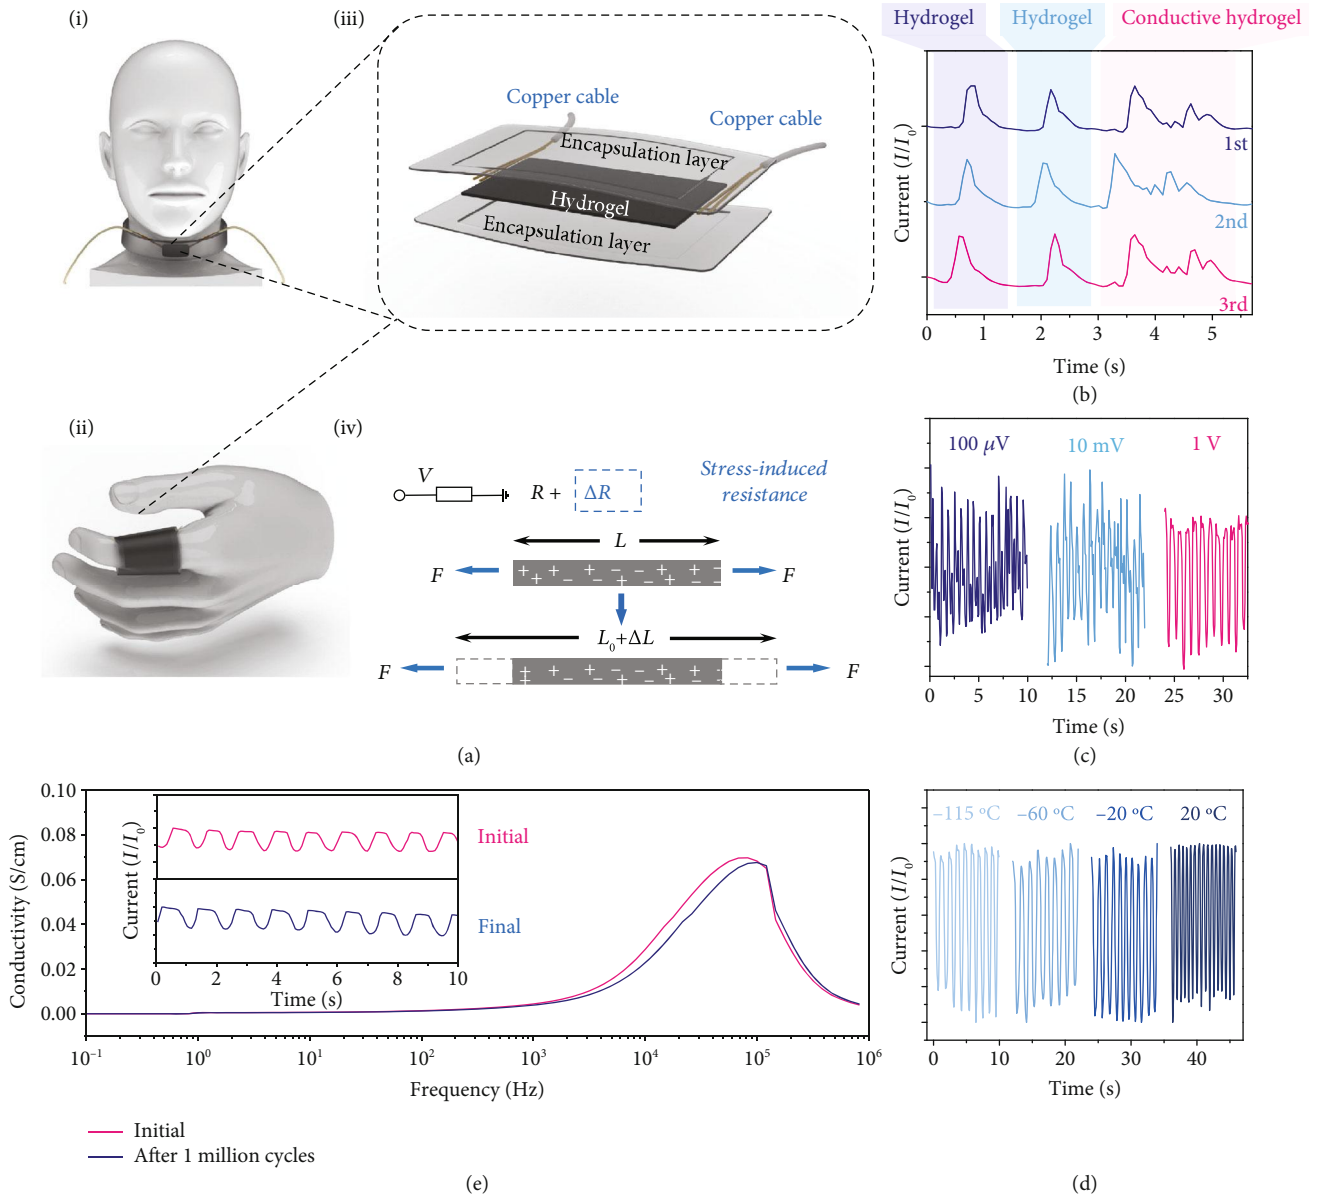 (i)
(iii)
Copper cable
Copper cable
Encapsulation layer
Hydrogel
Encapsulation layer
(ii)
(iv)
V
R + ΔR
Stress-induced
resistance
L
F
F
L₀+ΔL
F
F
+ + + − − + − + − − + − + −
+ + − + − − + − + − − + − + −
(a)
Hydrogel
Hydrogel
Conductive hydrogel
Current (I/I₀)
1st
2nd
3rd
0 1 2 3 4 5
Time (s)
(b)
100 μV
10 mV
1 V
Current (I/I₀)
0 5 10 15 20 25 30
Time (s)
(c)
0.10
0.08
0.06
0.04
0.02
0.00
Conductivity (S/cm)
Current (I/I₀)
Initial
Final
0 2 4 6 8 10
Time (s)
10⁻¹ 10⁰ 10¹ 10² 10³ 10⁴ 10⁵ 10⁶
Frequency (Hz)
Initial
After 1 million cycles
(e)
–115 °C
–60 °C
–20 °C
20 °C
Current (I/I₀)
0 10 20 30 40
Time (s)
(d)